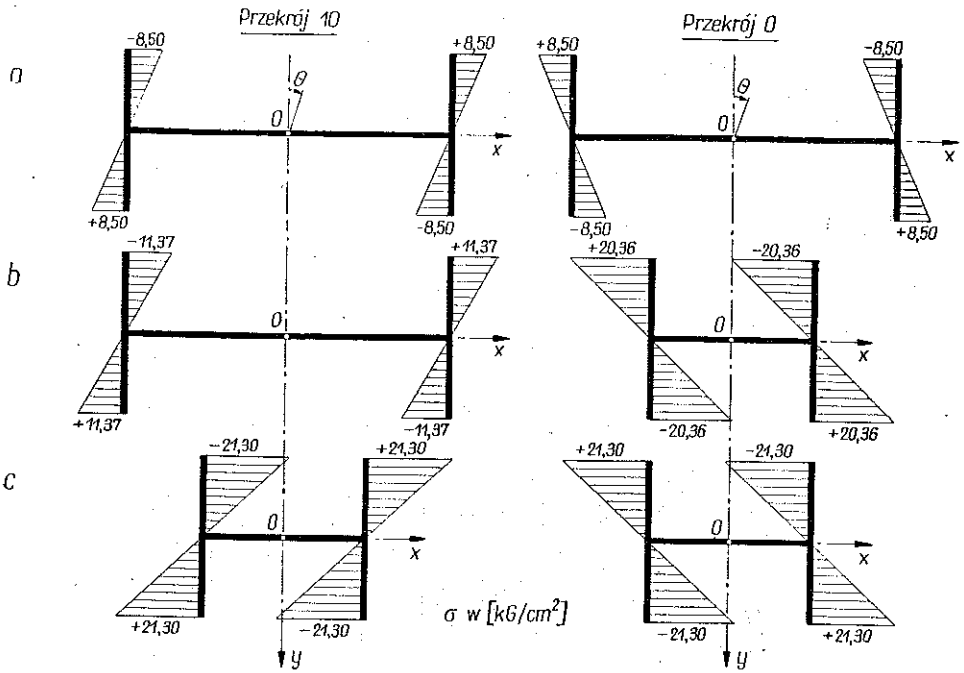 Przekrój 10
Przekrój 0
a
-8,50
+8,50
+8,50
-8,50
θ
θ
0
x
0
x
+8,50
-8,50
-8,50
+8,50
b
-11,37
+11,37
+20,36
-20,36
0
x
0
x
+11,37
-11,37
-20,36
+20,36
c
-21,30
+21,30
+21,30
-21,30
0
x
0
x
+21,30
-21,30
-21,30
+21,30
σ w [kG/cm²]
y
y